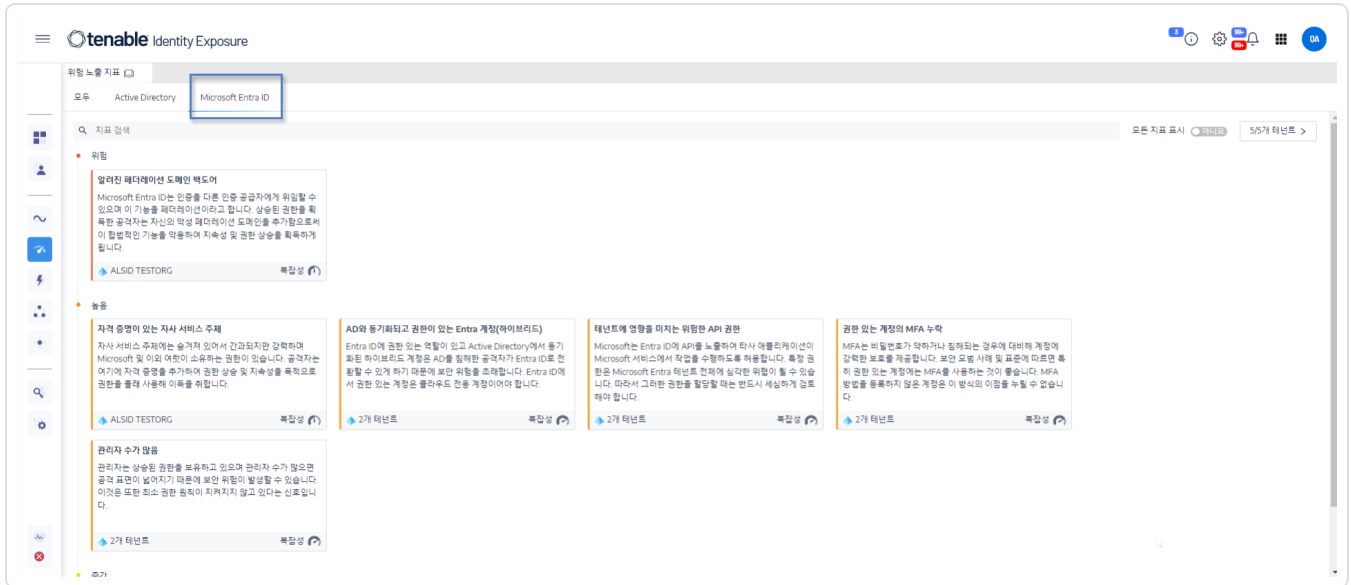 tenable Identity Exposure
3
99+
99+
QA
위험 노출 지표
모두
Active Directory
Microsoft Entra ID
지표 검색
모든 지표 표시
아니요
5/5개 테넌트 >
위험
알려진 페더레이션 도메인 백도어
Microsoft Entra ID는 인증을 다른 인증 공급자에게 위임할 수
있으며 이 기능을 페더레이션이라고 합니다. 상승된 권한을 획
득한 공격자는 자신의 악성 페더레이션 도메인을 추가함으로써
이 합법적인 기능을 악용하여 지속성 및 권한 상승을 획득하게
됩니다.
ALSID TESTORG
복잡성
높음
자격 증명이 있는 자사 서비스 주체
자사 서비스 주체에는 숨겨져 있어서 간과되지만 강력하며
Microsoft 및 이외 여럿이 소유하는 권한이 있습니다. 공격자는
여기에 자격 증명을 추가하여 권한 상승 및 지속성을 목적으로
권한을 몰래 사용해 이득을 취합니다.
ALSID TESTORG
복잡성
AD와 동기화되고 권한이 있는 Entra 계정(하이브리드)
Entra ID에 권한 있는 역할이 있고 Active Directory에서 동기
화된 하이브리드 계정은 AD를 침해한 공격자가 Entra ID로 전
환할 수 있게 하기 때문에 보안 위험을 초래합니다. Entra ID에
서 권한 있는 계정은 클라우드 전용 계정이어야 합니다.
2개 테넌트
복잡성
테넌트에 영향을 미치는 위험한 API 권한
Microsoft는 Entra ID에 API를 노출하여 타사 애플리케이션이
Microsoft 서비스에서 작업을 수행하도록 허용합니다. 특정 권
한은 Microsoft Entra 테넌트 전체에 심각한 위협이 될 수 있습
니다. 따라서 그러한 권한을 할당할 때는 반드시 세심하게 검토
해야 합니다.
2개 테넌트
복잡성
권한 있는 계정의 MFA 누락
MFA는 비밀번호가 약하거나 침해되는 경우에 대비해 계정에
강력한 보호를 제공합니다. 보안 모범 사례 및 표준에 따르면 특
히 권한 있는 계정에는 MFA를 사용하는 것이 좋습니다. MFA
방법을 등록하지 않은 계정은 이 방식의 이점을 누릴 수 없습니
다.
2개 테넌트
복잡성
관리자 수가 많음
관리자는 상승된 권한을 보유하고 있으며 관리자 수가 많으면
공격 표면이 넓어지기 때문에 보안 위험이 발생할 수 있습니다.
이것은 또한 최소 권한 원칙이 지켜지지 않고 있다는 신호입니
다.
2개 테넌트
복잡성